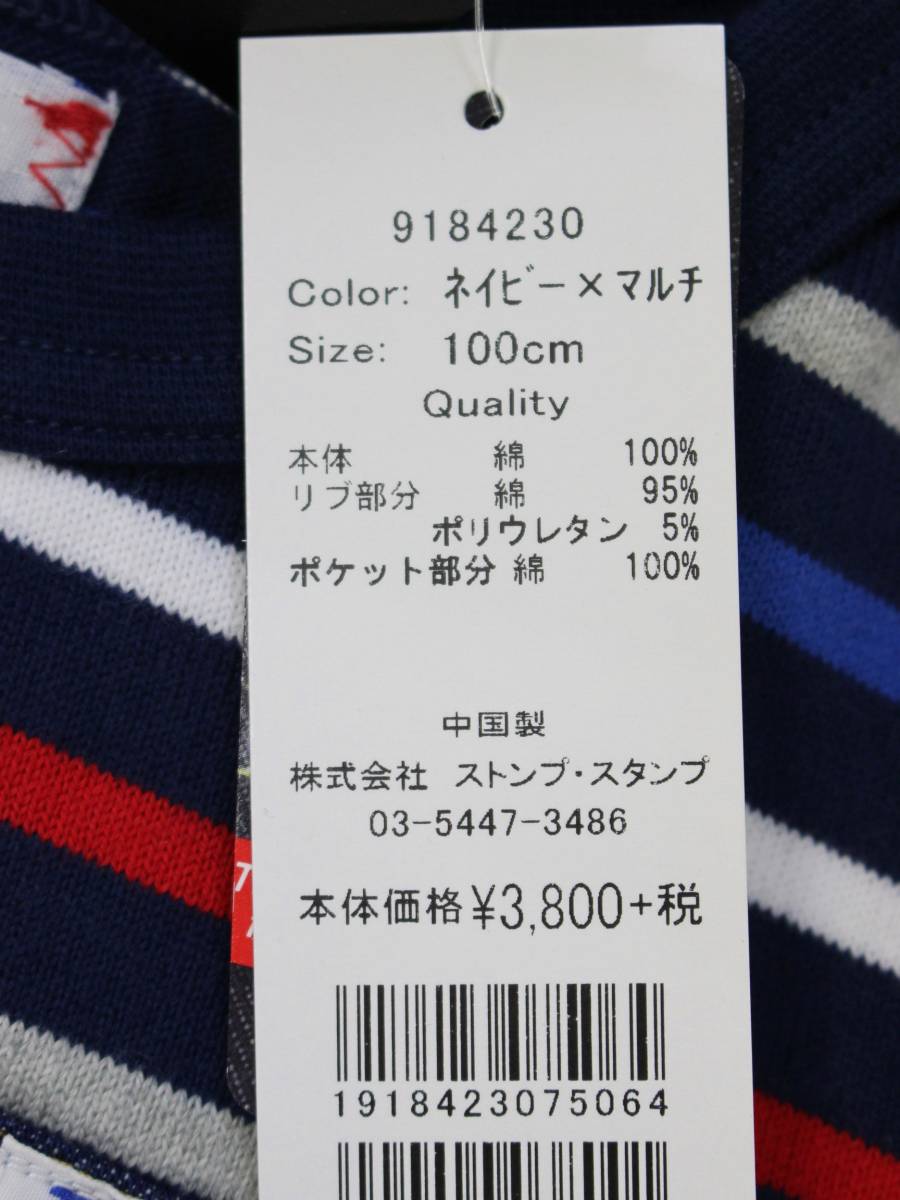 9184230
Color: ネイビー×マルチ
Size: 100cm
Quality
本体 綿 100%
リブ部分 綿 95%
ポリウレタン 5%
ポケット部分 綿 100%
中国製
株式会社 ストンプ・スタンプ
03-5447-3486
本体価格¥3,800+税
1918423075064